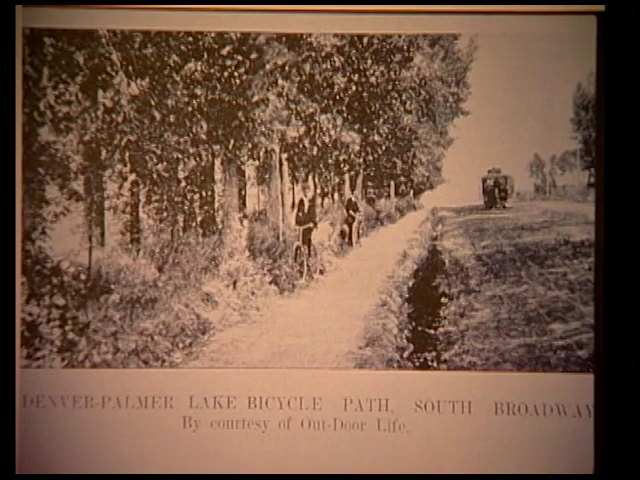 DENVER-PALMER LAKE BICYCLE PATH, SOUTH BROADWAY
By courtesy of Out-Door Life.